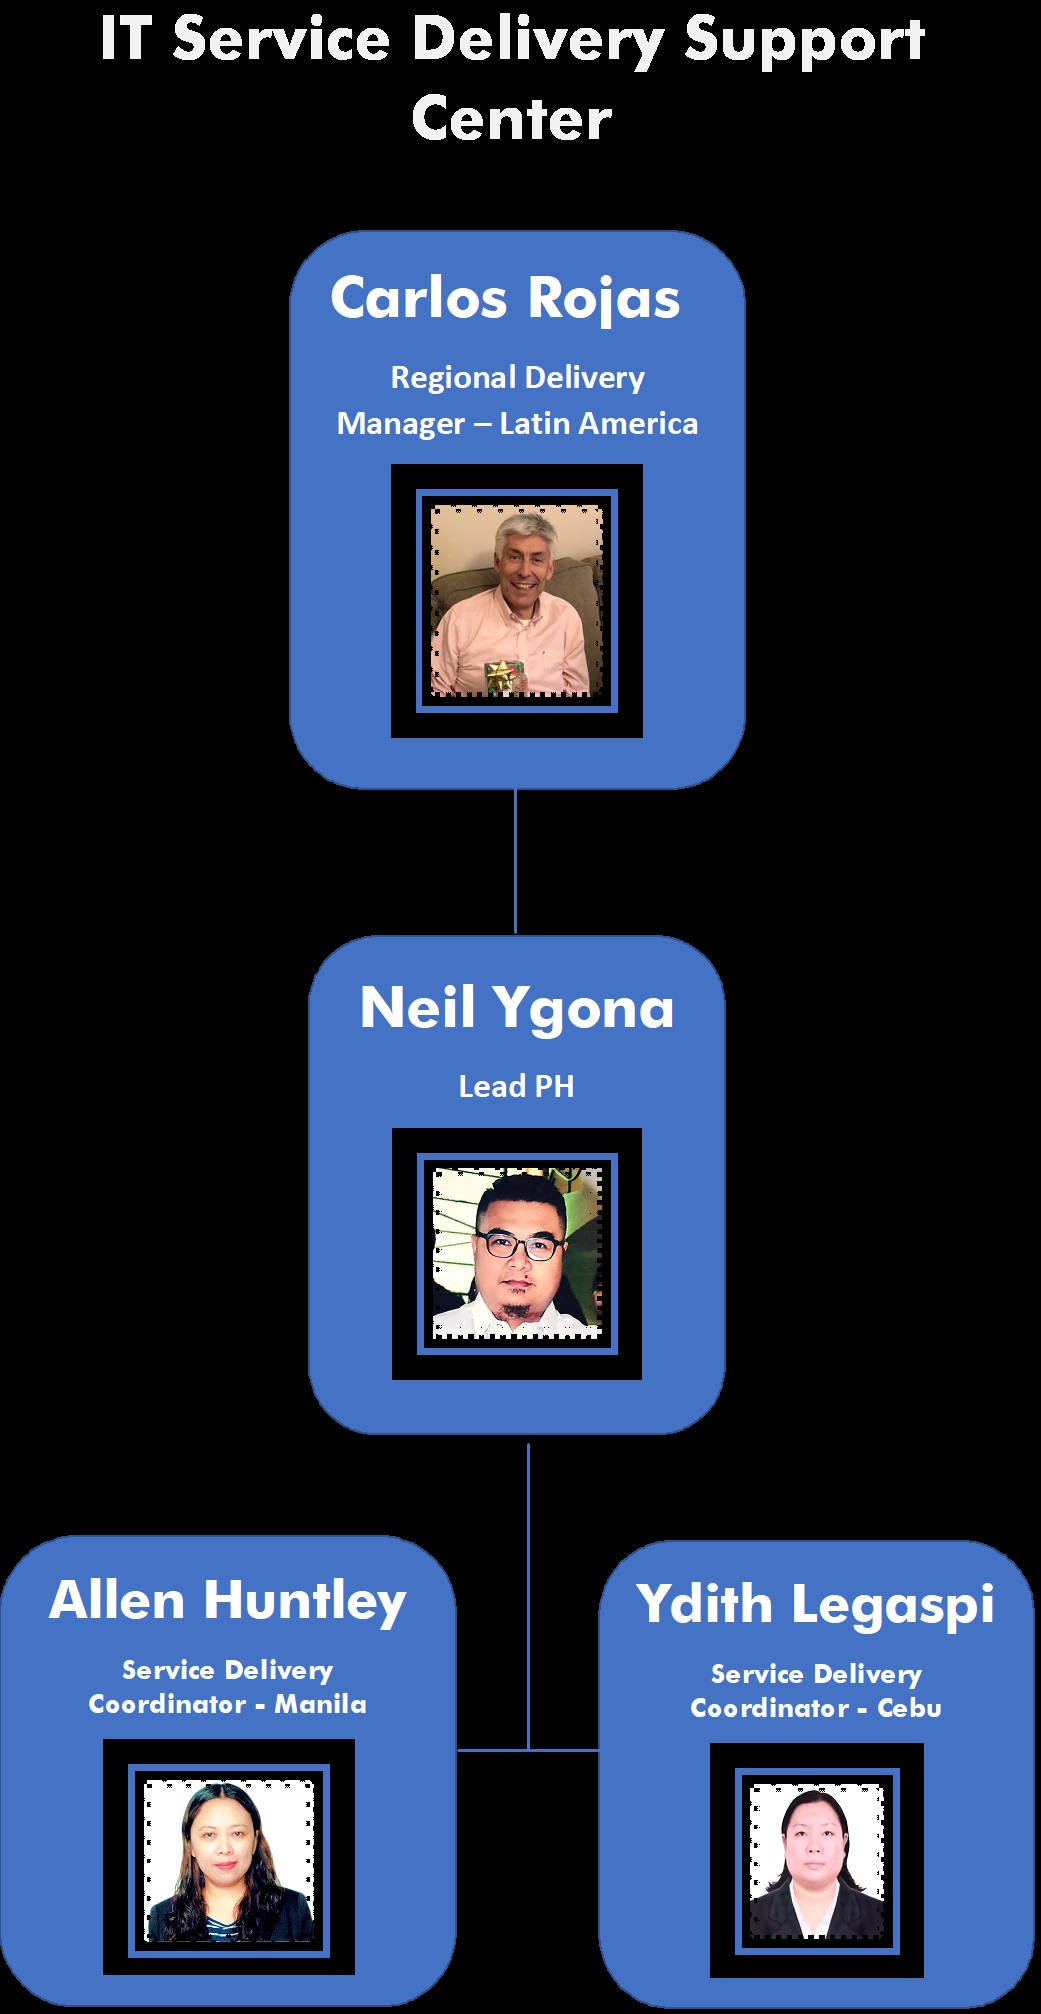 IT Service Delivery Support
Center
Carlos Rojas
Regional Delivery
Manager – Latin America
Neil Ygona
Lead PH
Allen Huntley
Service Delivery
Coordinator - Manila
Ydith Legaspi
Service Delivery
Coordinator - Cebu